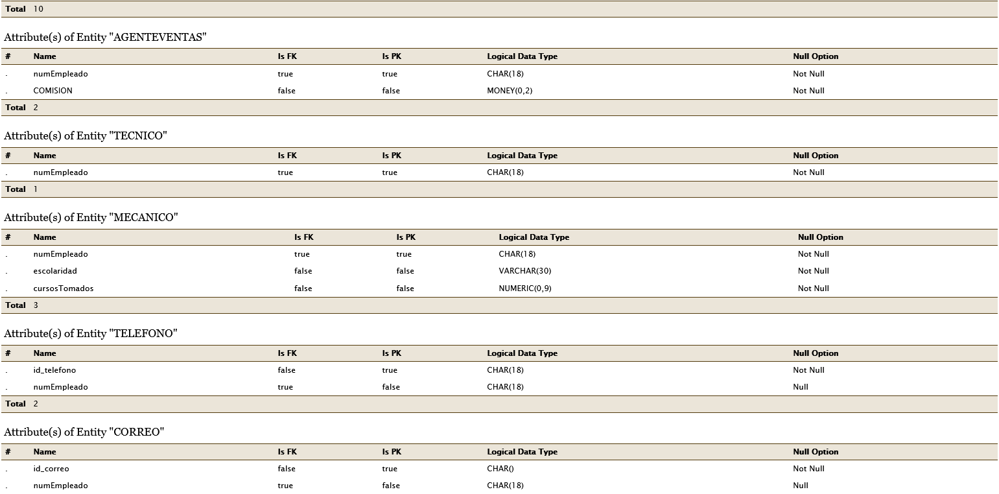 Total 10
Attribute(s) of Entity "AGENTEVENTAS"
# Name Is FK Is PK Logical Data Type Null Option
. numEmpleado true true CHAR(18) Not Null
. COMISION false false MONEY(0,2) Not Null
Total 2
Attribute(s) of Entity "TECNICO"
# Name Is FK Is PK Logical Data Type Null Option
. numEmpleado true true CHAR(18) Not Null
Total 1
Attribute(s) of Entity "MECANICO"
# Name Is FK Is PK Logical Data Type Null Option
. numEmpleado true true CHAR(18) Not Null
. escolaridad false false VARCHAR(30) Not Null
. cursosTomados false false NUMERIC(0,9) Not Null
Total 3
Attribute(s) of Entity "TELEFONO"
# Name Is FK Is PK Logical Data Type Null Option
. id_telefono false true CHAR(18) Not Null
. numEmpleado true false CHAR(18) Null
Total 2
Attribute(s) of Entity "CORREO"
# Name Is FK Is PK Logical Data Type Null Option
. id_correo false true CHAR() Not Null
. numEmpleado true false CHAR(18) Null